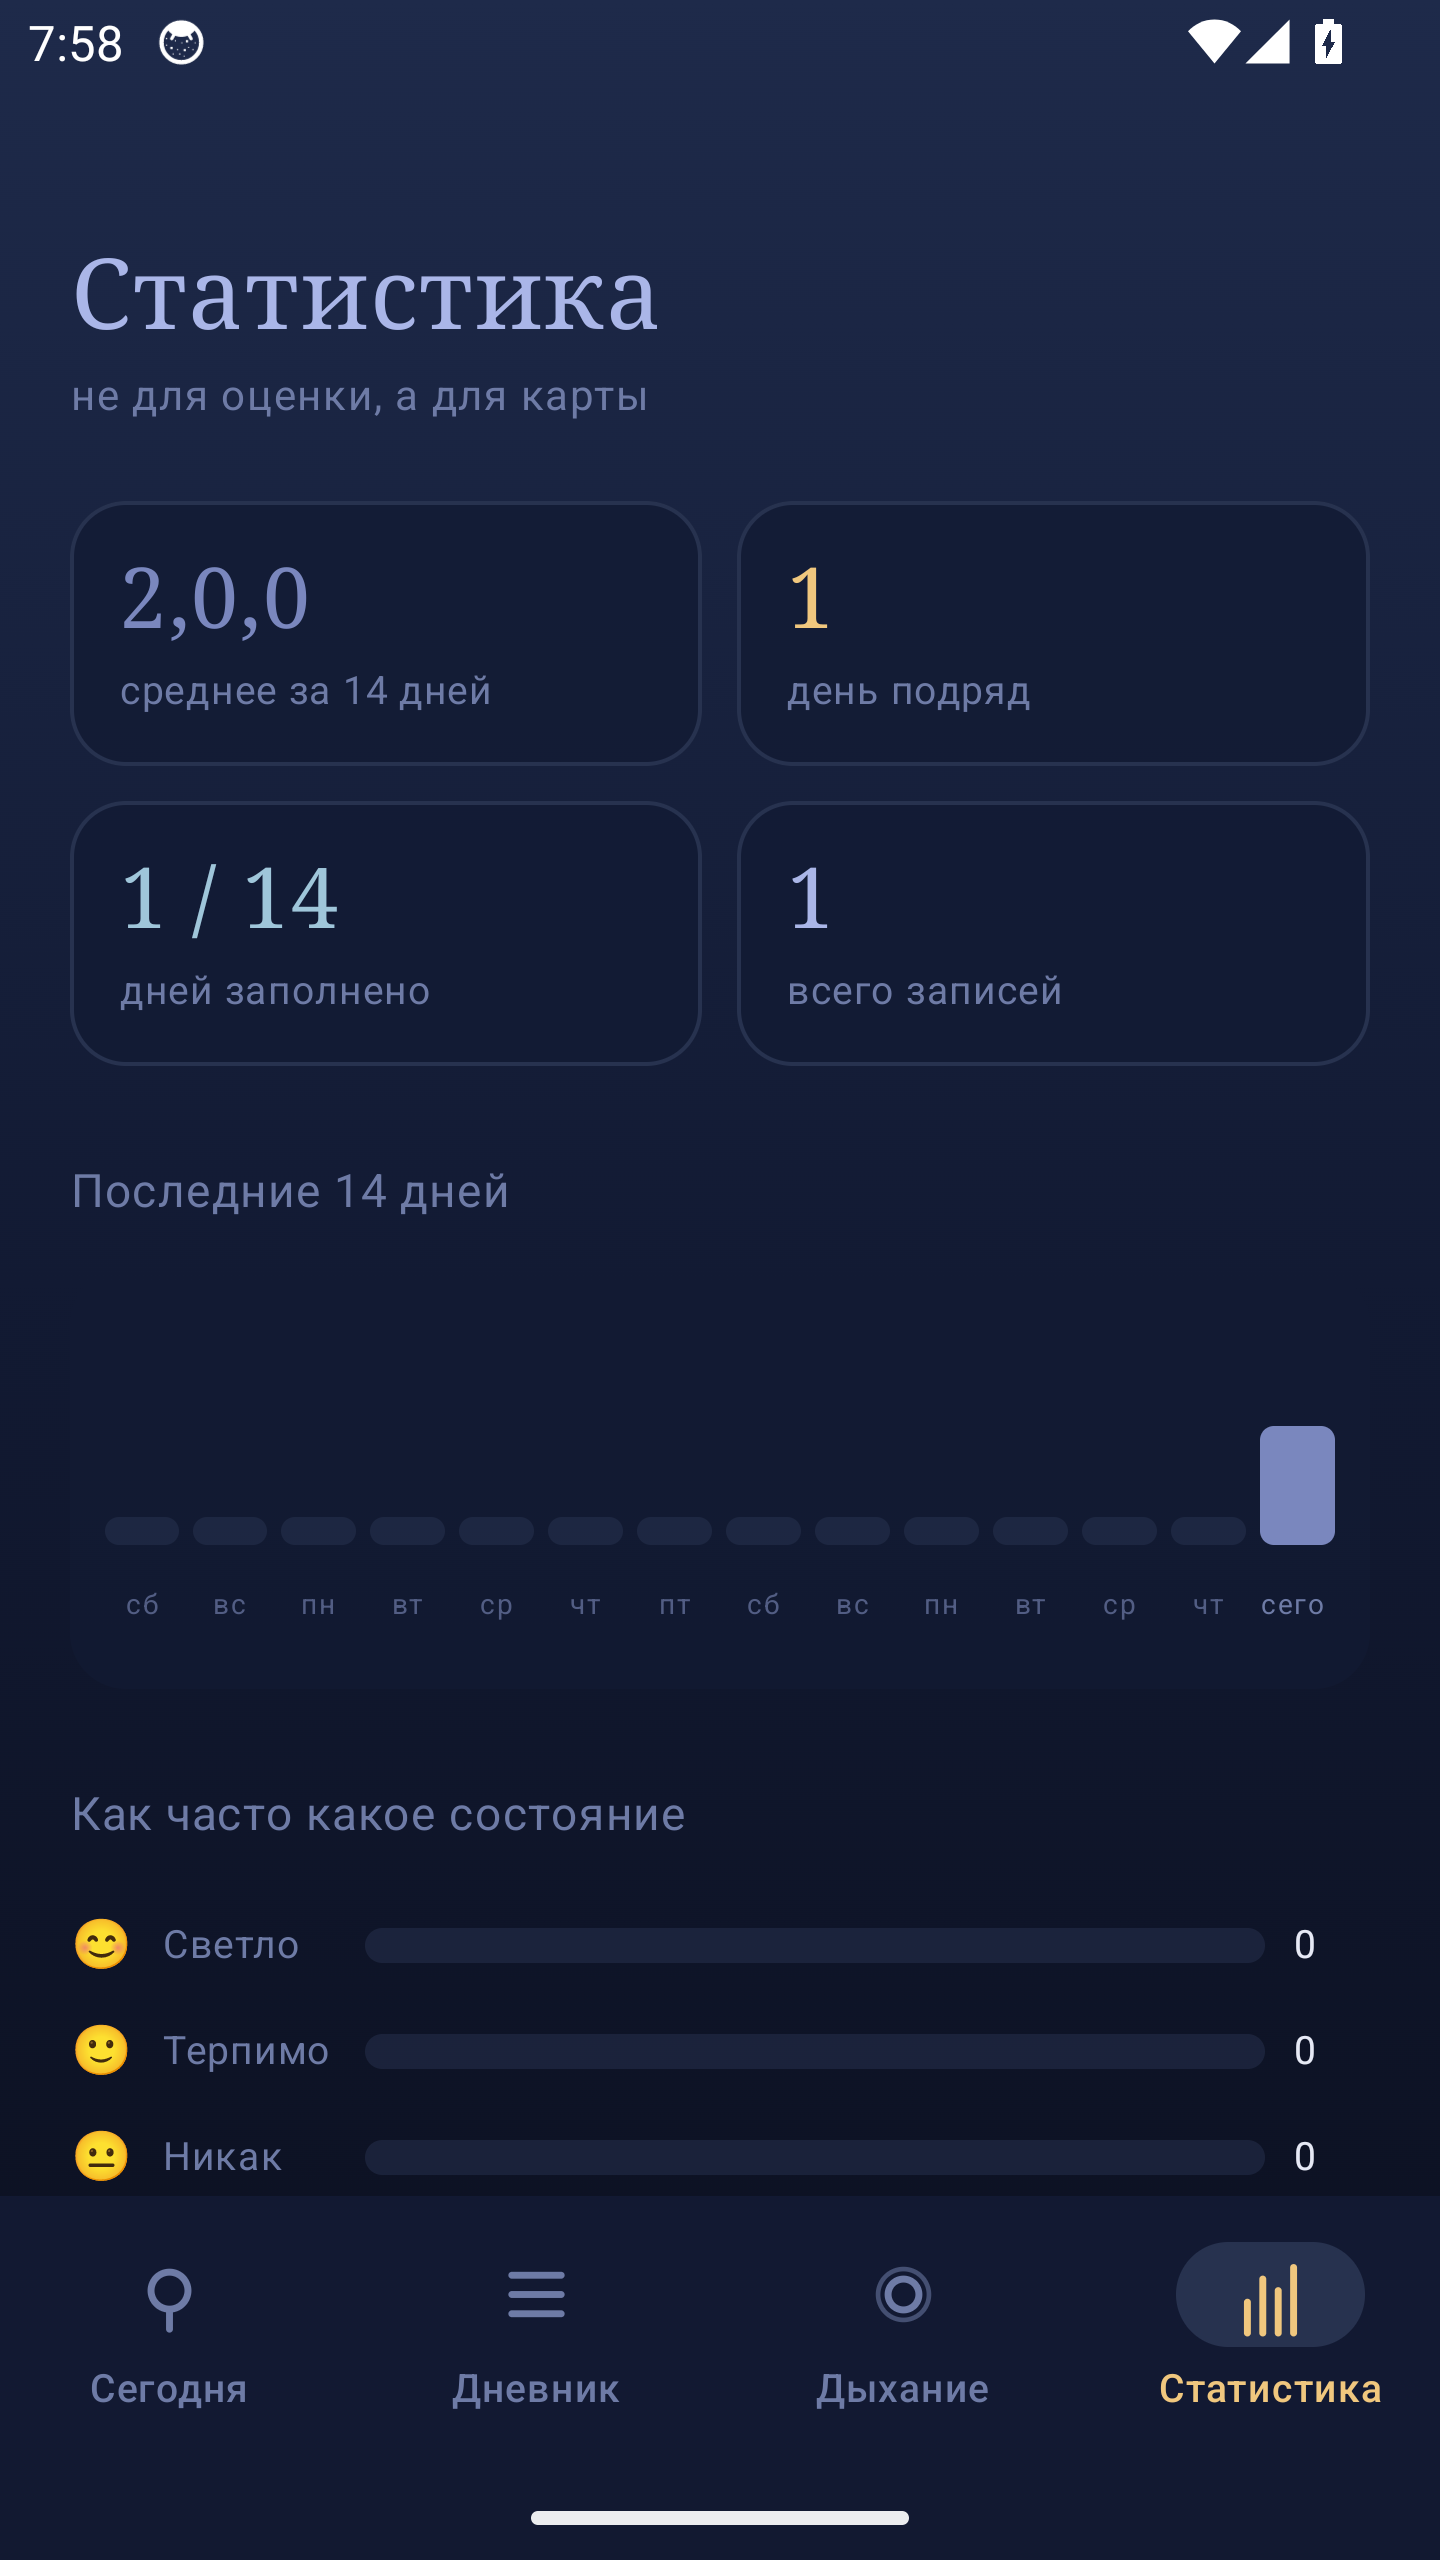 7:58
Статистика
не для оценки, а для карты
2,0,0
среднее за 14 дней
1
день подряд
1 / 14
дней заполнено
1
всего записей
Последние 14 дней
сб вс пн вт ср чт пт сб вс пн вт ср чт сего
Как часто какое состояние
Светло 0
Терпимо 0
Никак 0
Сегодня Дневник Дыхание Статистика